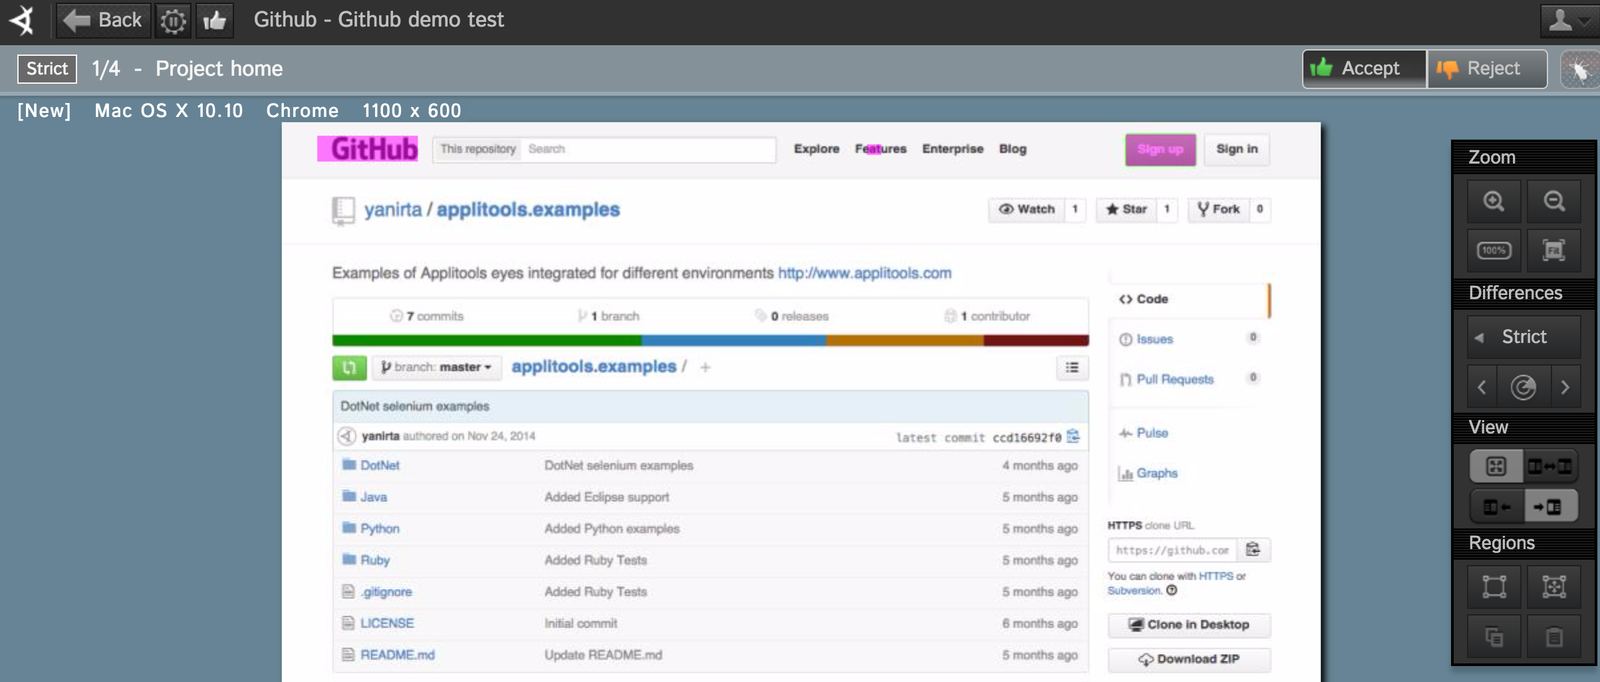 Back Github - Github demo test
Strict 1/4 - Project home Accept Reject
[New] Mac OS X 10.10 Chrome 1100 x 600
GitHub This repository Search Explore Features Enterprise Blog Sign up Sign in
yanirta / applitools.examples Watch 1 Star 1 Fork 0
Examples of Applitools eyes integrated for different environments http://www.applitools.com
7 commits 1 branch 0 releases 1 contributor
branch: master applitools.examples / +
DotNet selenium examples
yanirta authored on Nov 24, 2014 latest commit ccd16692f0
DotNet DotNet selenium examples 4 months ago
Java Added Eclipse support 5 months ago
Python Added Python examples 5 months ago
Ruby Added Ruby Tests 5 months ago
.gitignore Added Ruby Tests 5 months ago
LICENSE Initial commit 6 months ago
README.md Update README.md 5 months ago
<> Code
Issues 0
Pull Requests 0
Pulse
Graphs
HTTPS clone URL
https://github.com
You can clone with HTTPS or
Subversion.
Clone in Desktop
Download ZIP
Zoom
100%
Differences
Strict
View
Regions